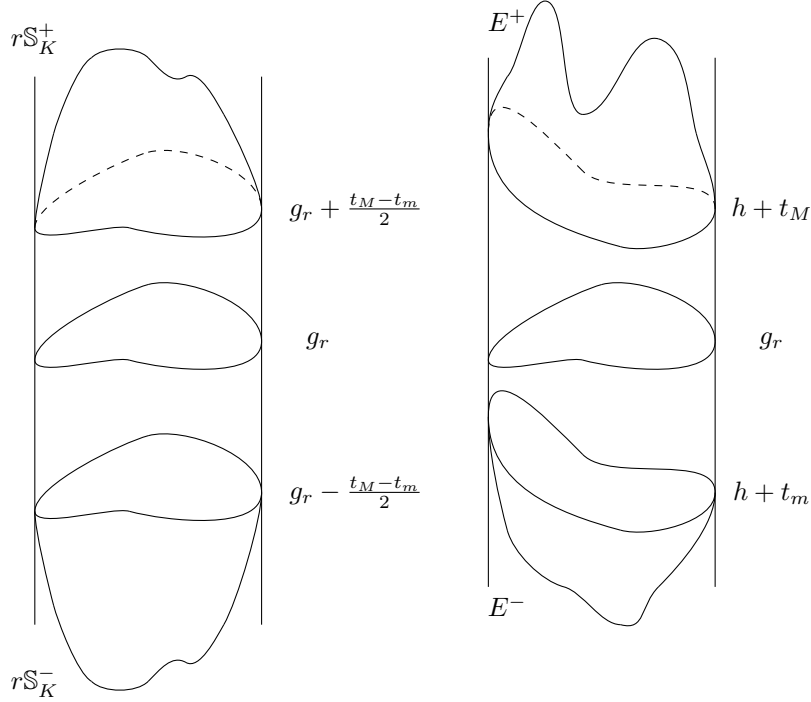 $r\mathbb{S}_K^+$
$E^+$
$g_r + \frac{t_M - t_m}{2}$
$h + t_M$
$g_r$
$g_r$
$g_r - \frac{t_M - t_m}{2}$
$h + t_m$
$E^-$
$r\mathbb{S}_K^-$